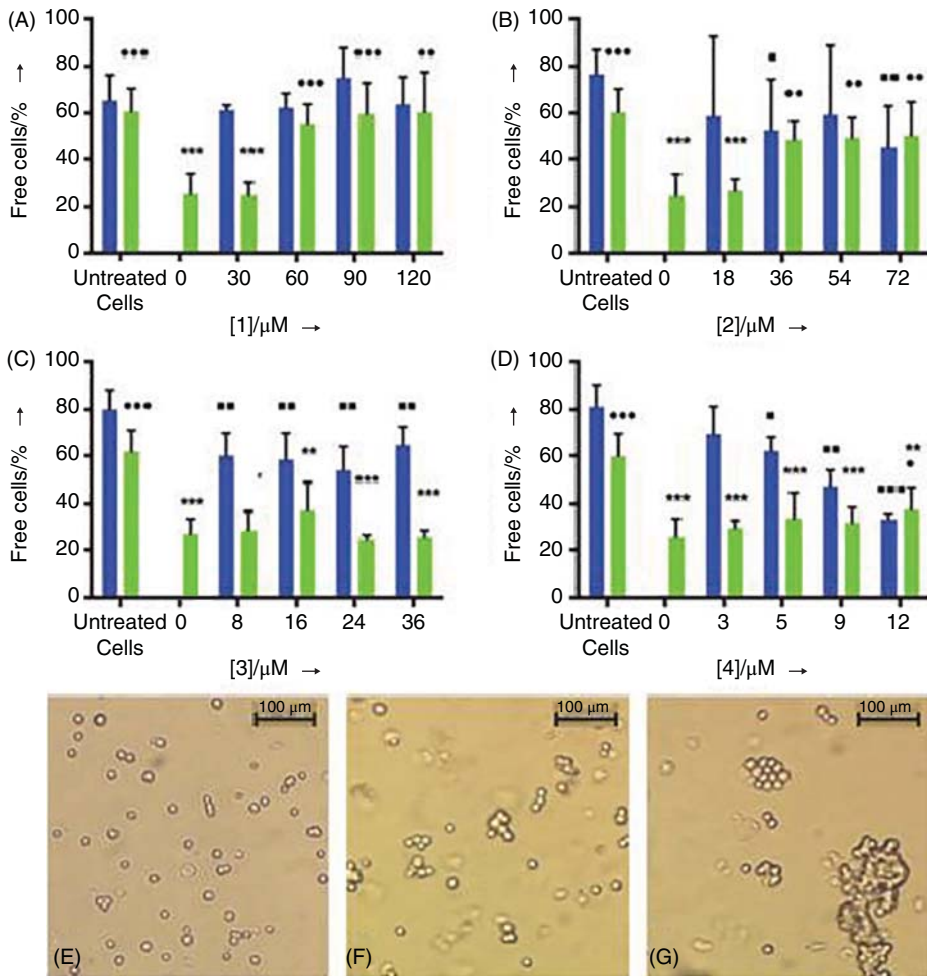 (A)
Free cells/% →
100
80
60
40
20
0
Untreated Cells 0 30 60 90 120
[1]/μM →
(B)
Free cells/% →
100
80
60
40
20
0
Untreated Cells 0 18 36 54 72
[2]/μM →
(C)
Free cells/% →
100
80
60
40
20
0
Untreated Cells 0 8 16 24 36
[3]/μM →
(D)
Free cells/% →
100
80
60
40
20
0
Untreated Cells 0 3 5 9 12
[4]/μM →
100 μm
(E)
100 μm
(F)
100 μm
(G)